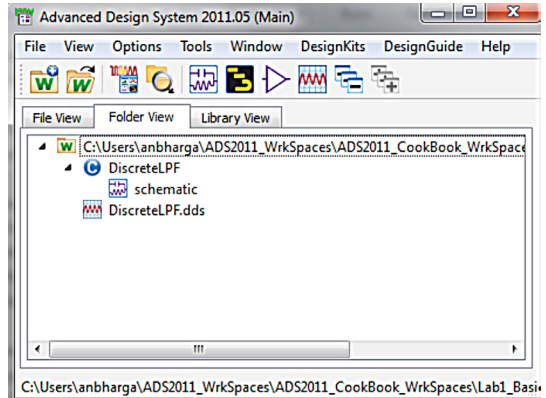 Advanced Design System 2011.05 (Main)
File View Options Tools Window DesignKits DesignGuide Help
File View Folder View Library View
C:\Users\anbharga\ADS2011_WrkSpaces\ADS2011_CookBook_WrkSpace
DiscreteLPF
schematic
DiscreteLPF.dds
C:\Users\anbharga\ADS2011_WrkSpaces\ADS2011_CookBook_WrkSpaces\Lab1_Basi